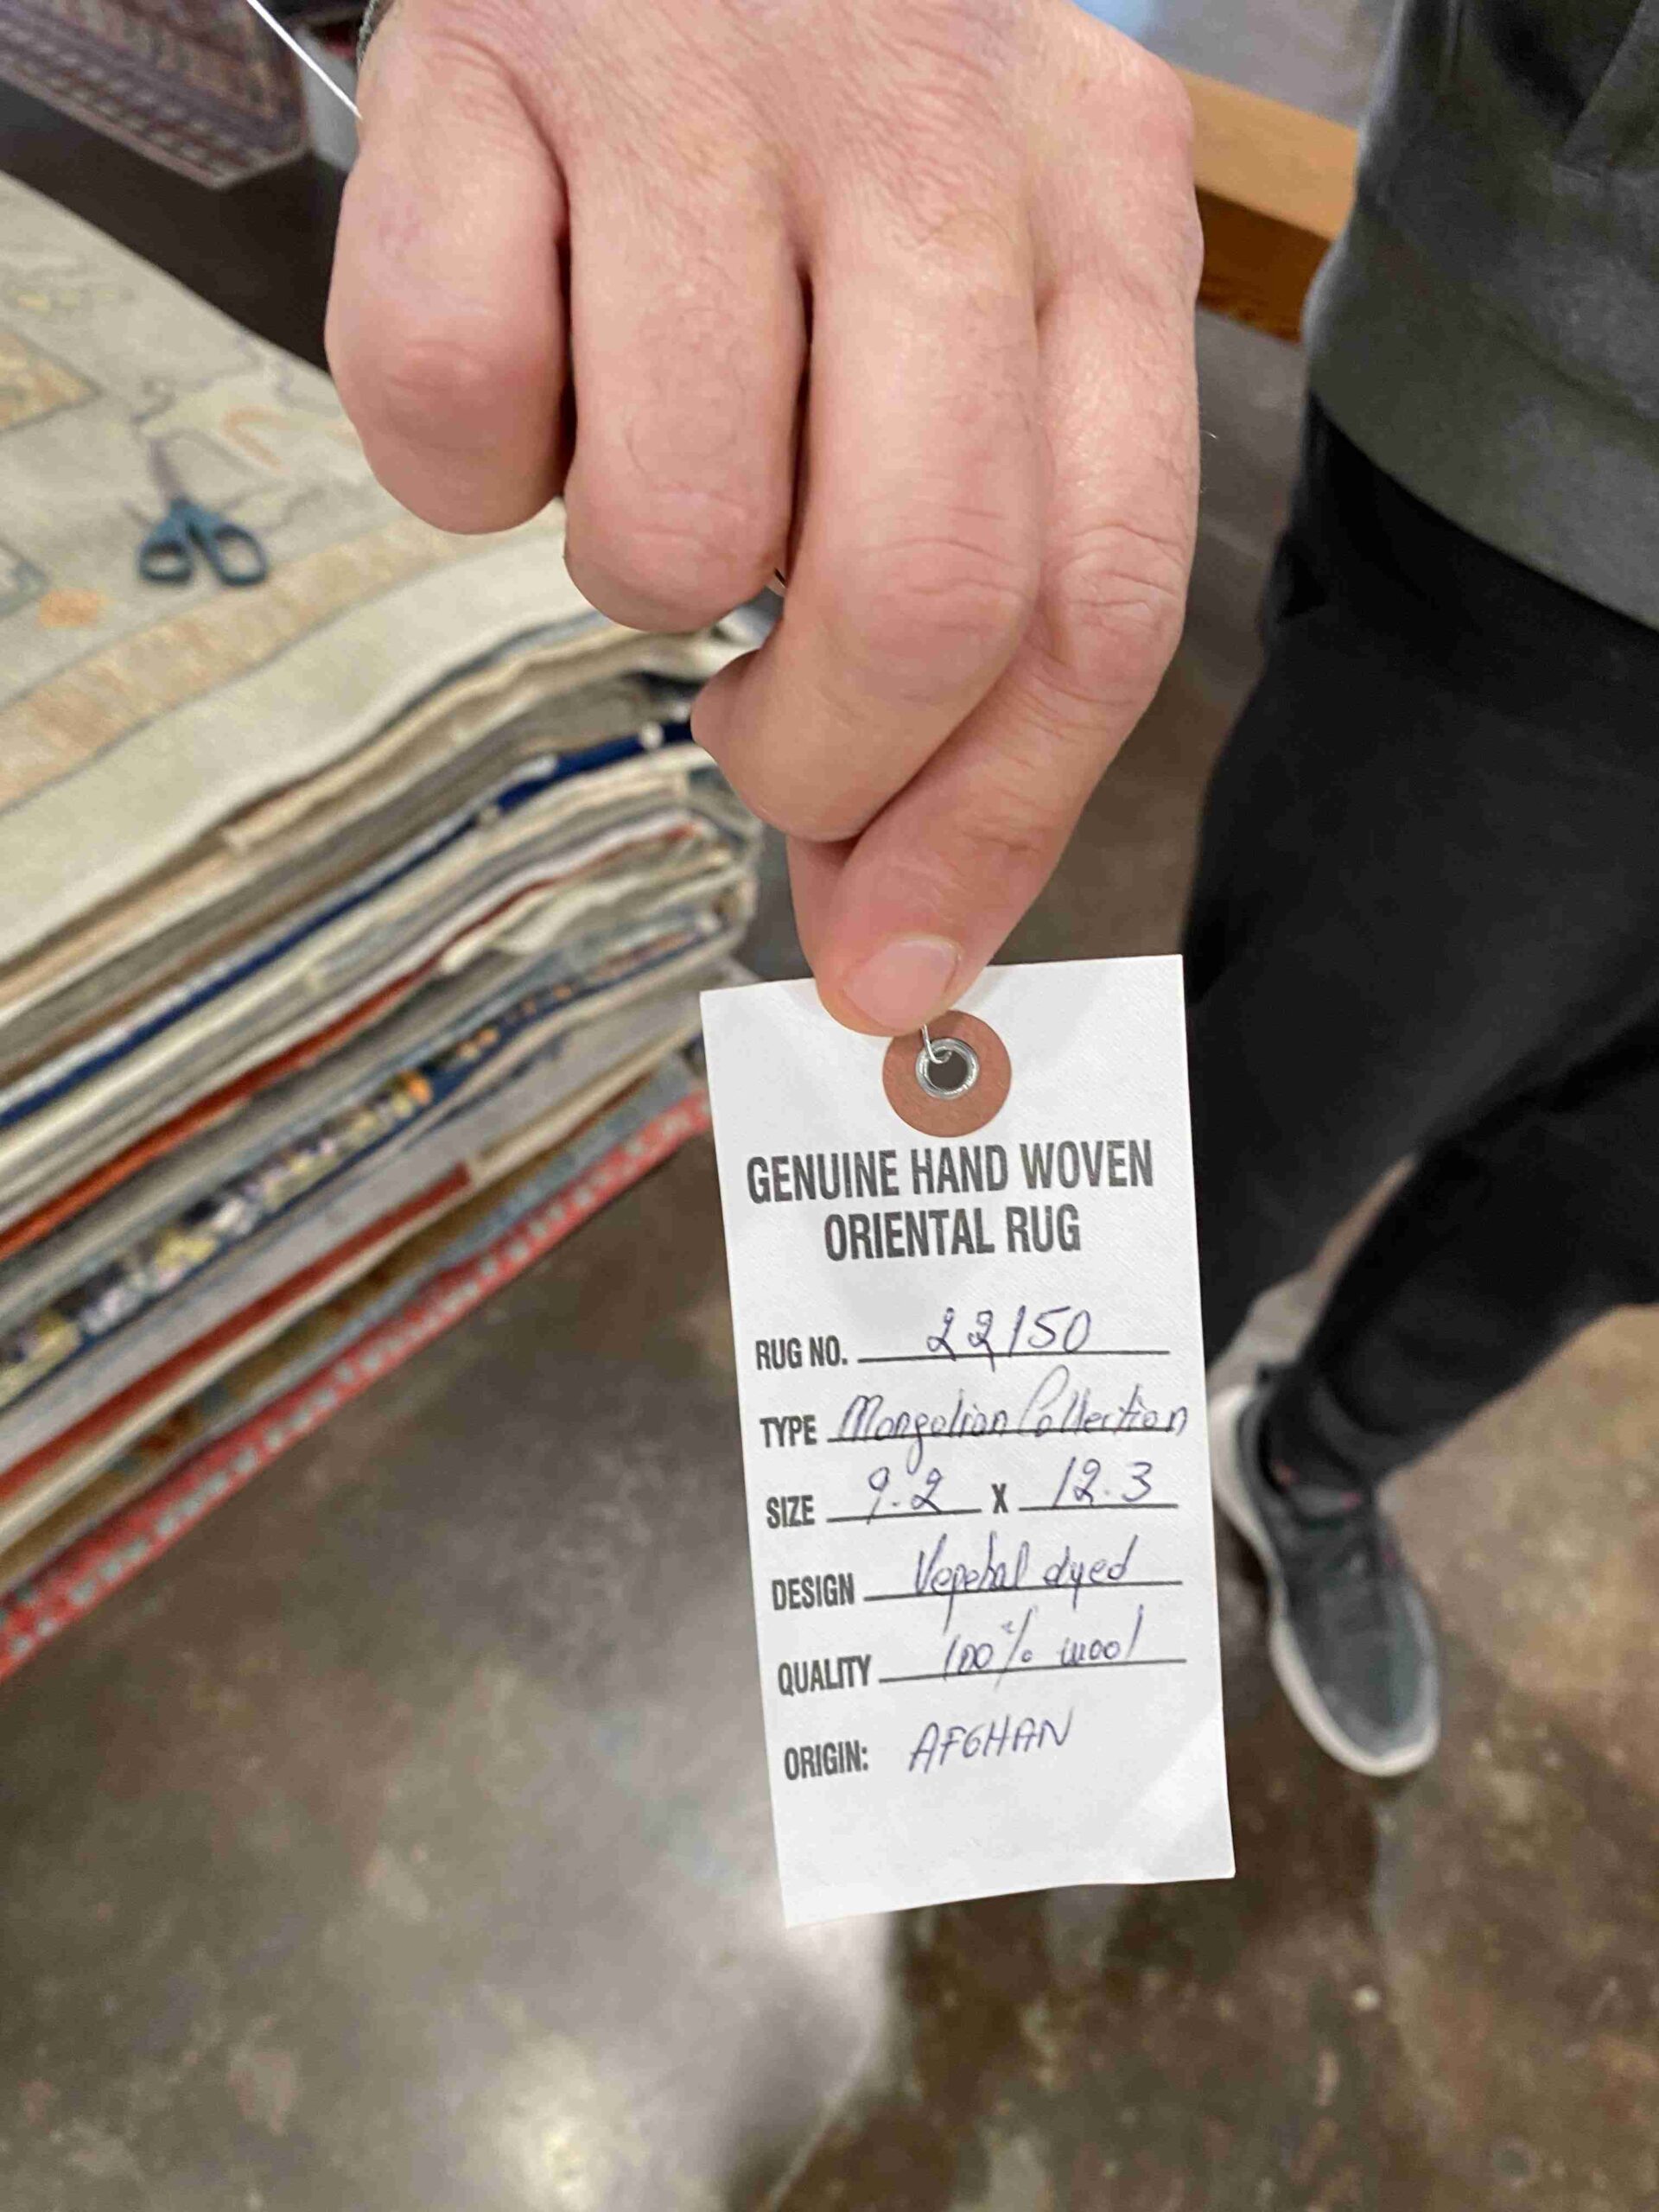 GENUINE HAND WOVEN
ORIENTAL RUG
RUG NO. 22150
TYPE Mongolian Collection
SIZE 9.2 X 12.3
DESIGN Vegetal dyed
QUALITY 100% wool
ORIGIN: AFGHAN